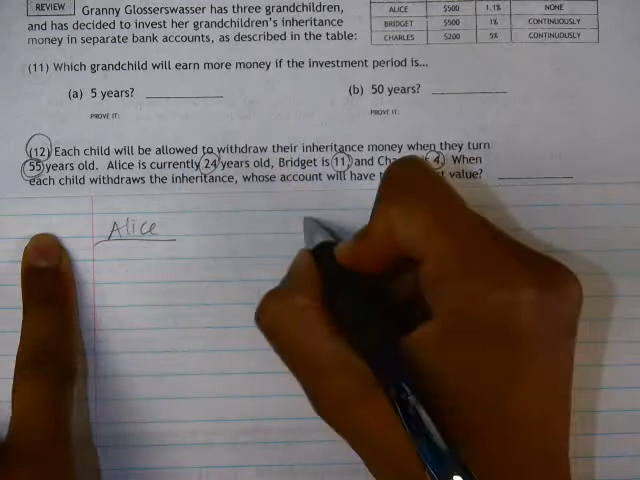 REVIEW Granny Glosserswasser has three grandchildren,
and has decided to invest her grandchildren's inheritance
money in separate bank accounts, as described in the table:
ALICE $500 1.1% NONE
BRIDGET $500 1% CONTINUOUSLY
CHARLES $200 5% CONTINUOUSLY
(11) Which grandchild will earn more money if the investment period is...
(a) 5 years? (b) 50 years?
PROVE IT: PROVE IT:
(12) Each child will be allowed to withdraw their inheritance money when they turn
55 years old. Alice is currently 24 years old, Bridget is 11 and 4. When
each child withdraws the inheritance, whose account will have value?
Alice